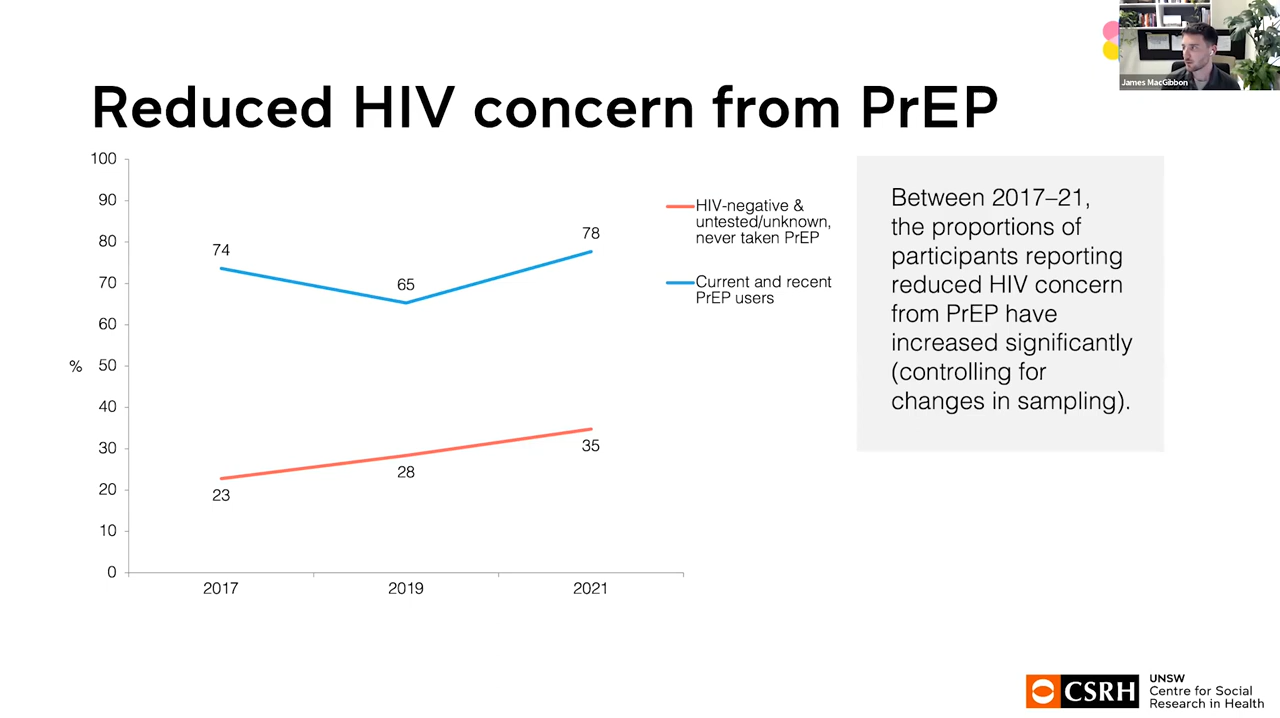 James MacGibbon
Reduced HIV concern from PrEP
100
90
80
70
60
50
40
30
20
10
0
%
74
65
78
23
28
35
2017
2019
2021
HIV-negative &
untested/unknown,
never taken PrEP
Current and recent
PrEP users
Between 2017–21,
the proportions of
participants reporting
reduced HIV concern
from PrEP have
increased significantly
(controlling for
changes in sampling).
CSRH
UNSW
Centre for Social
Research in Health